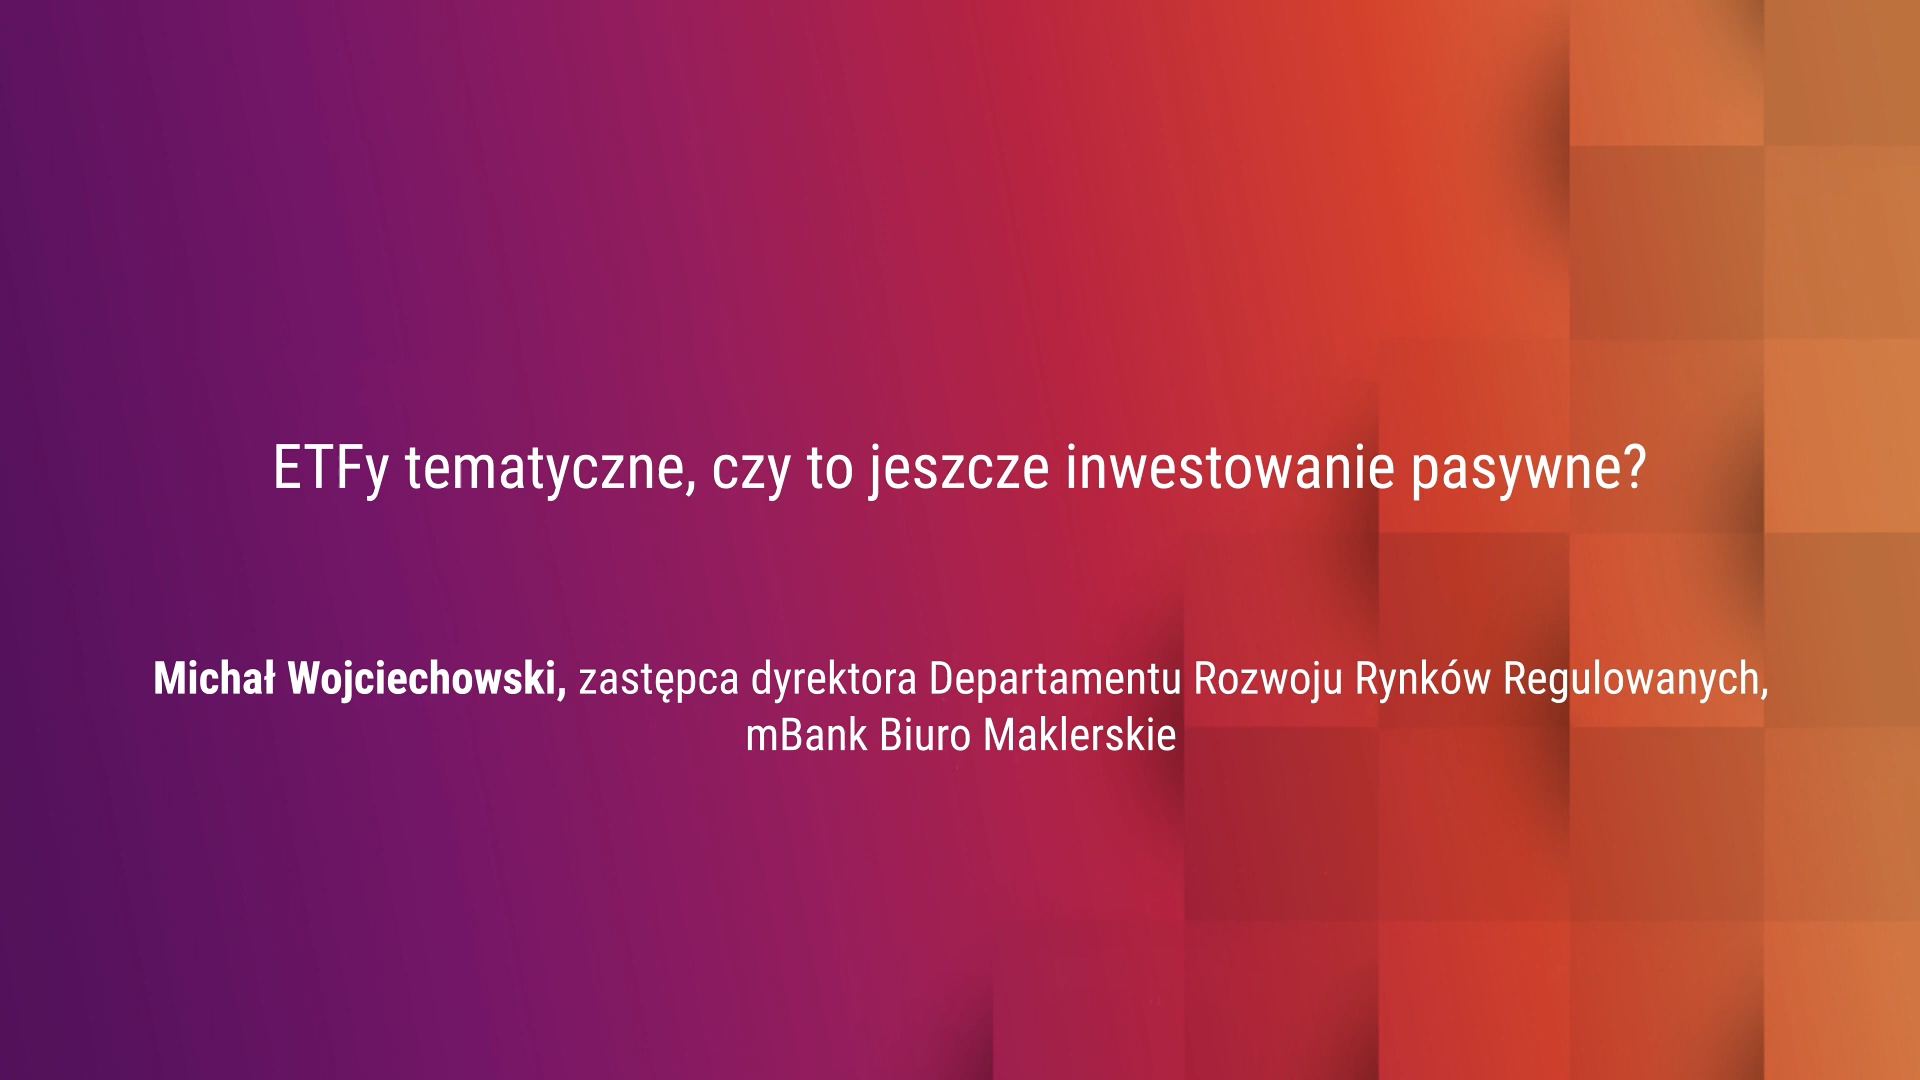 ETFy tematyczne, czy to jeszcze inwestowanie pasywne?
Michał Wojciechowski, zastępca dyrektora Departamentu Rozwoju Rynków Regulowanych,
mBank Biuro Maklerskie